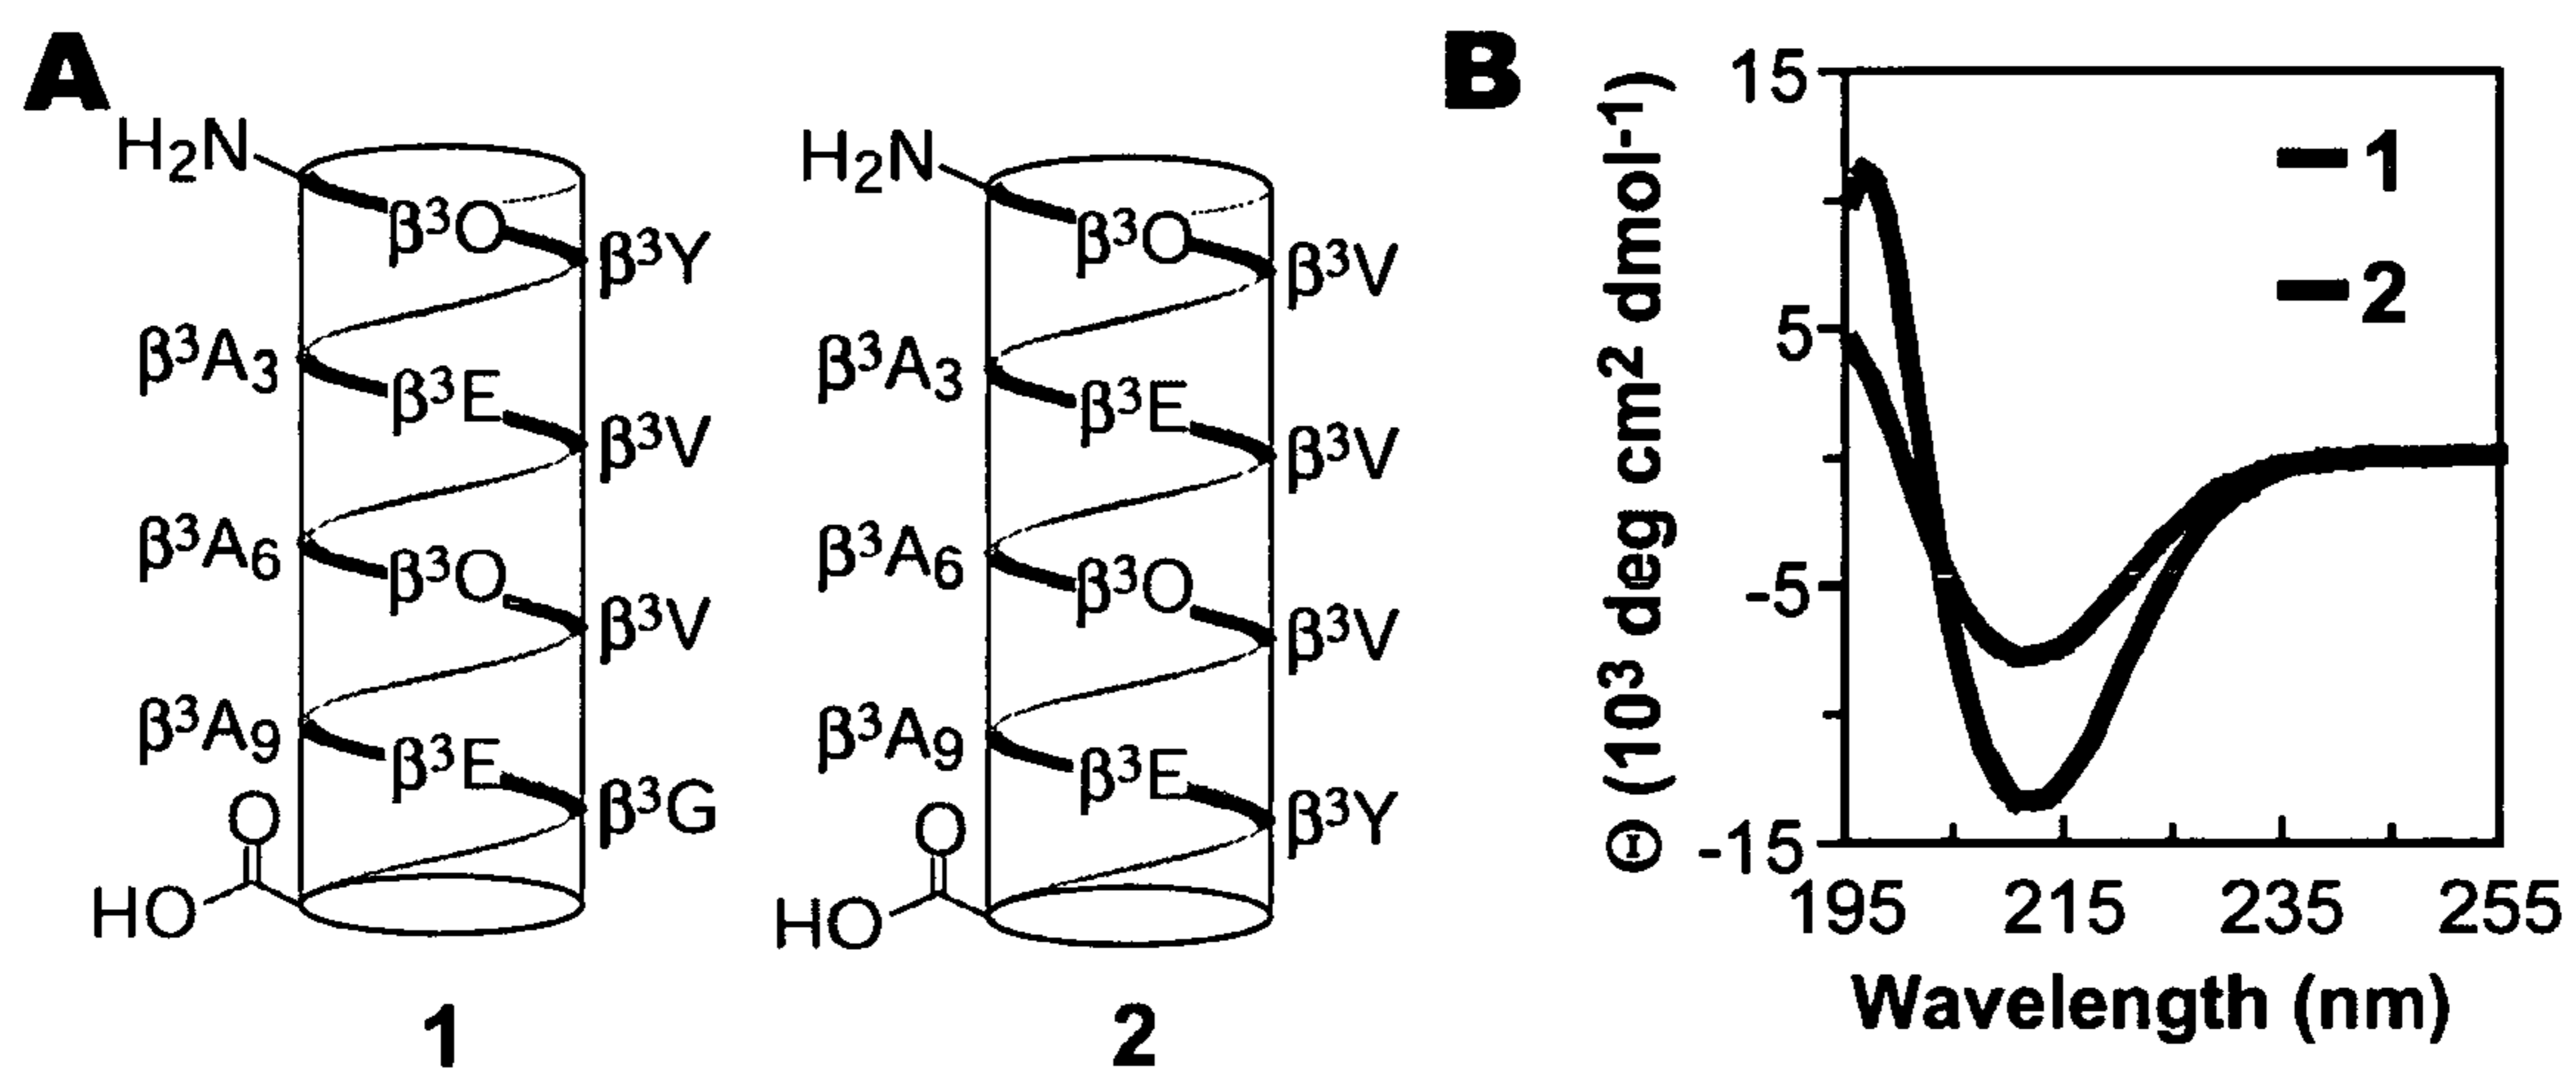 A
H₂N
β³O
β³Y
β³A₃
β³E
β³V
β³A₆
β³O
β³V
β³A₉
β³E
β³G
O
HO
1
H₂N
β³O
β³V
β³A₃
β³E
β³V
β³A₆
β³O
β³V
β³A₉
β³E
β³Y
O
HO
2
B
Θ (10³ deg cm² dmol⁻¹)
15
5
-5
-15
1
2
195 215 235 255
Wavelength (nm)